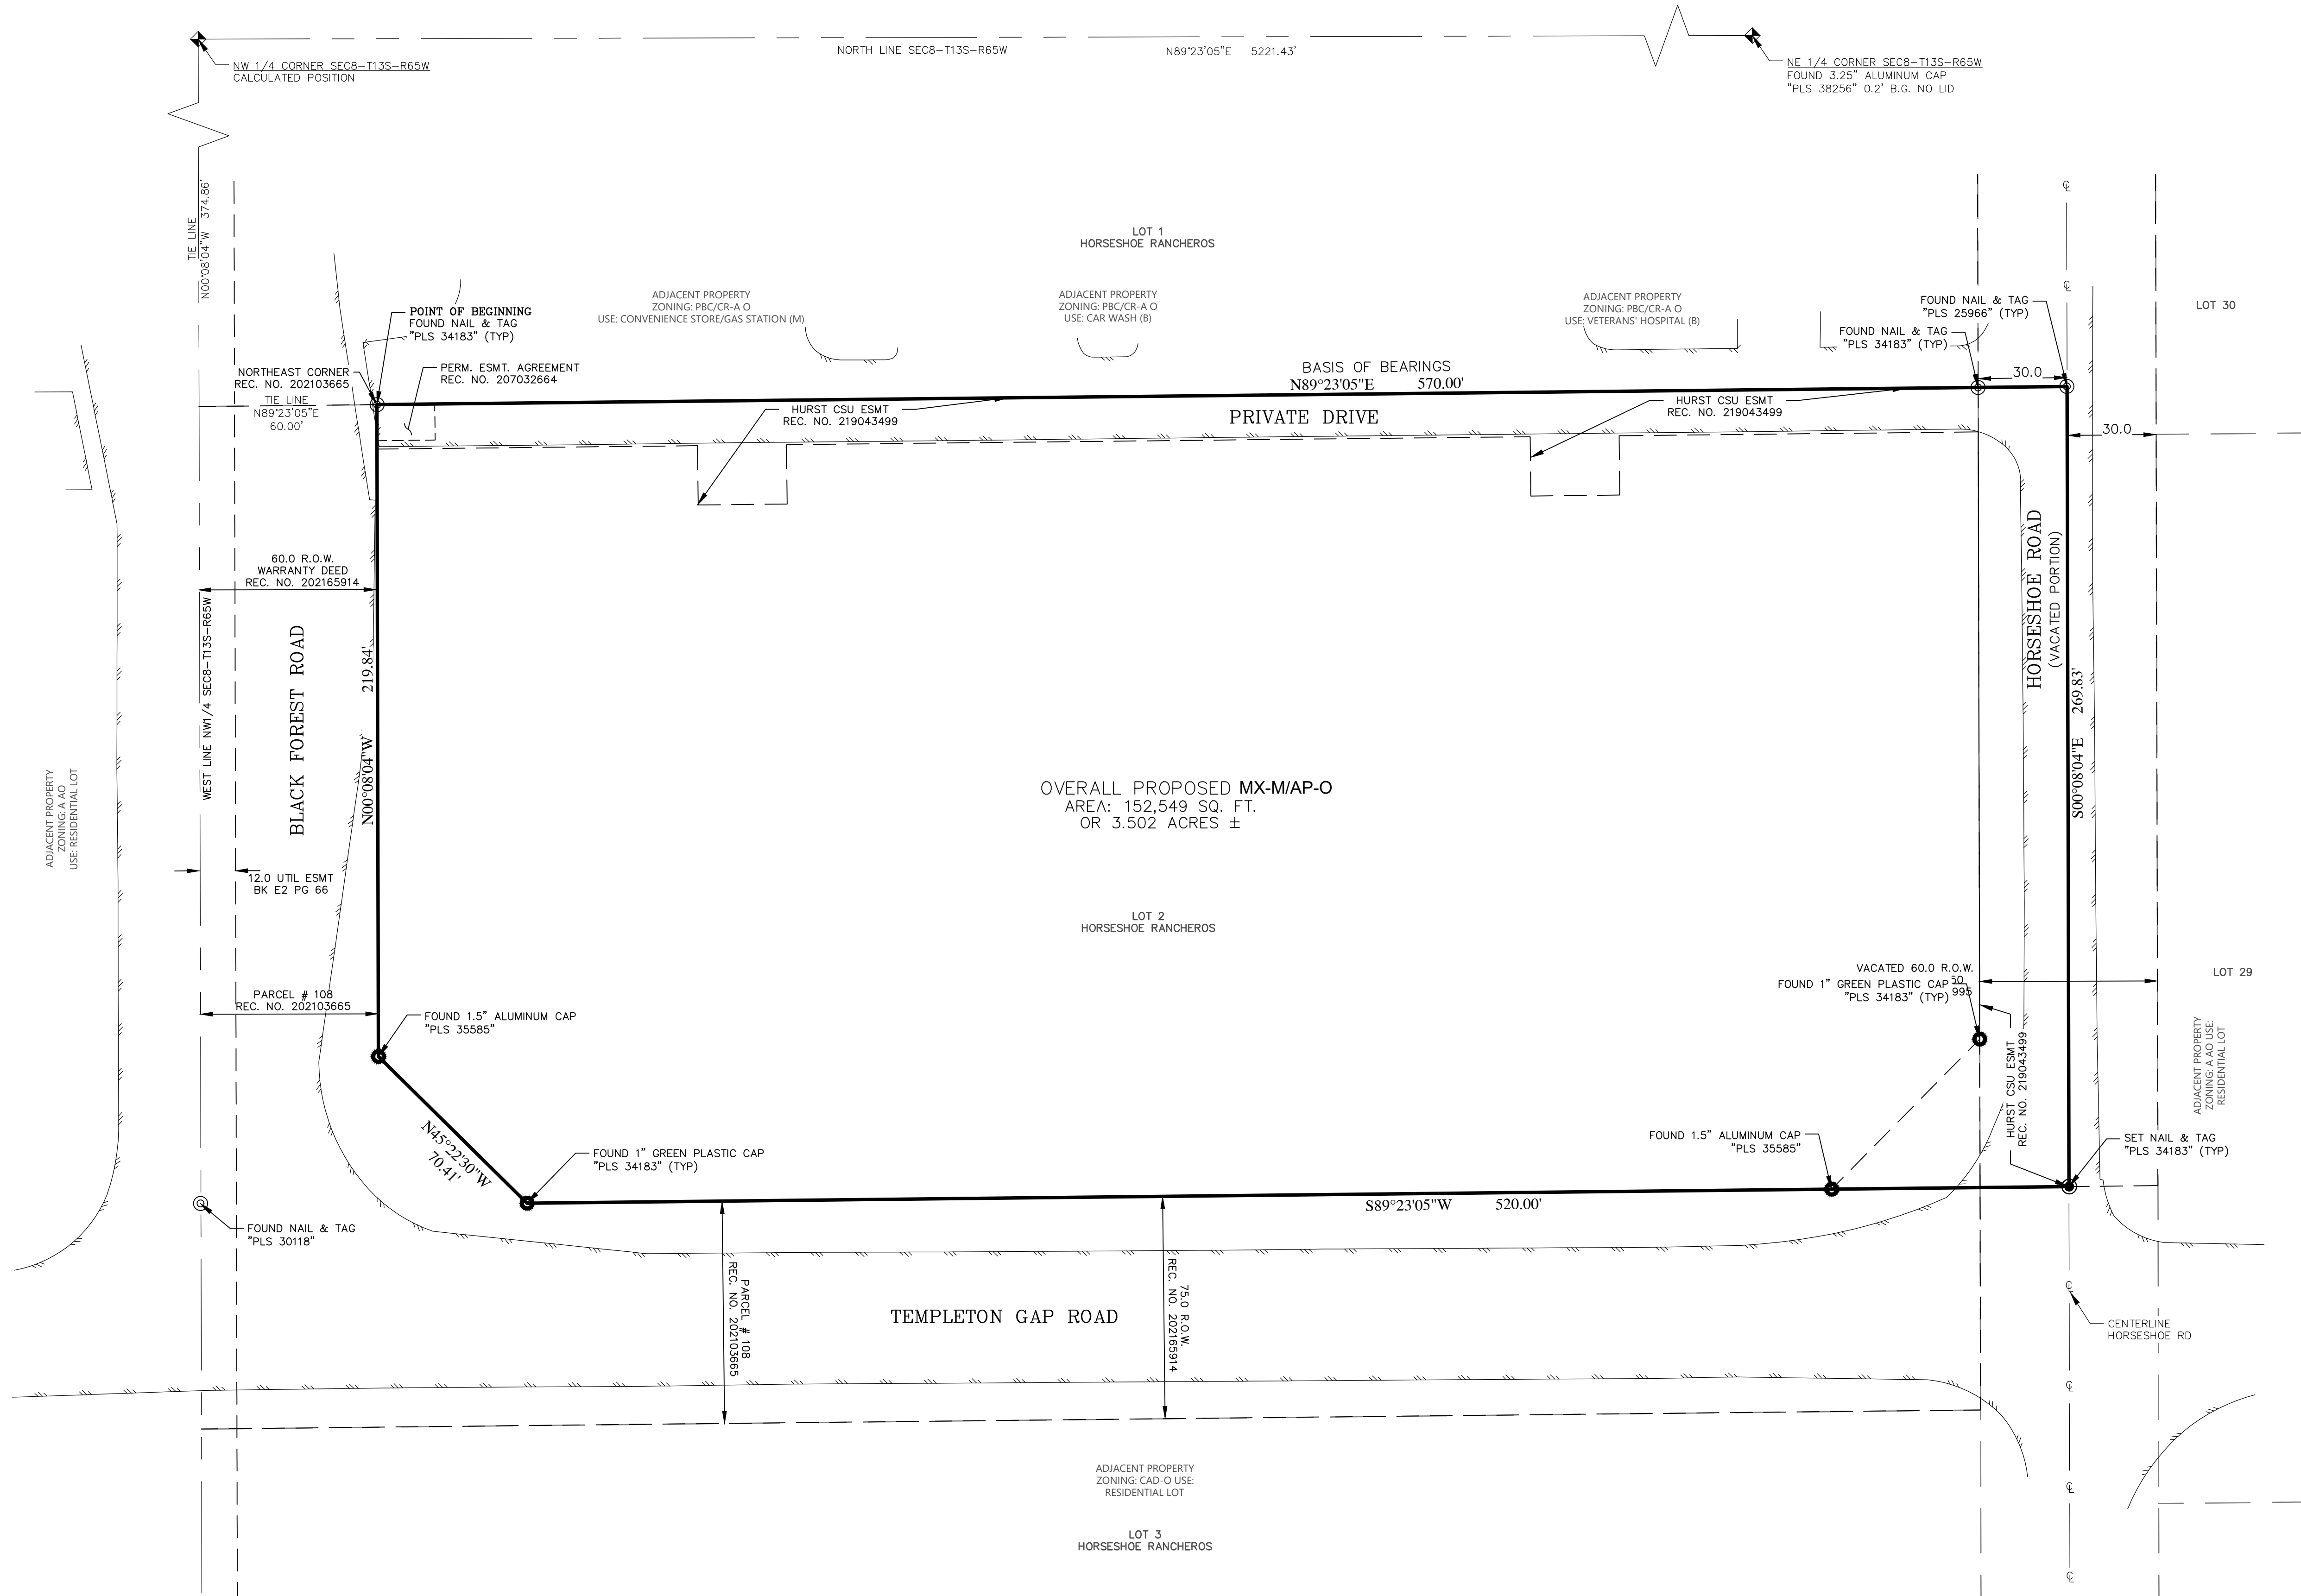 NORTH LINE SEC8-T13S-R65W
N89°23'05"E 5221.43'
NW 1/4 CORNER SEC8-T13S-R65W
CALCULATED POSITION
NE 1/4 CORNER SEC8-T13S-R65W
FOUND 3.25" ALUMINUM CAP
"PLS 38256" 0.2' B.G. NO LID
TIE LINE
N00°08'04"W 374.86'
LOT 1
HORSESHOE RANCHEROS
ADJACENT PROPERTY
ZONING: PBC/CR-A O
USE: CONVENIENCE STORE/GAS STATION (M)
ADJACENT PROPERTY
ZONING: PBC/CR-A O
USE: CAR WASH (B)
ADJACENT PROPERTY
ZONING: PBC/CR-A O
USE: VETERANS' HOSPITAL (B)
FOUND NAIL & TAG
"PLS 25966" (TYP)
FOUND NAIL & TAG
"PLS 34183" (TYP)
LOT 30
POINT OF BEGINNING
FOUND NAIL & TAG
"PLS 34183" (TYP)
NORTHEAST CORNER
REC. NO. 202103665
TIE LINE
N89°23'05"E
60.00'
PERM. ESMT. AGREEMENT
REC. NO. 207032664
BASIS OF BEARINGS
N89°23'05"E 570.00'
30.0
30.0
HURST CSU ESMT
REC. NO. 219043499
PRIVATE DRIVE
HURST CSU ESMT
REC. NO. 219043499
60.0 R.O.W.
WARRANTY DEED
REC. NO. 202165914
WEST LINE NW1/4 SEC8-T13S-R65W
BLACK FOREST ROAD
N00°08'04"W 219.84'
HORSESHOE ROAD
(VACATED PORTION)
S00°08'04"E 269.83'
ADJACENT PROPERTY
ZONING: A AO
USE: RESIDENTIAL LOT
OVERALL PROPOSED MX-M/AP-O
AREA: 152,549 SQ. FT.
OR 3.502 ACRES ±
12.0 UTIL ESMT
BK E2 PG 66
LOT 2
HORSESHOE RANCHEROS
PARCEL # 108
REC. NO. 202103665
VACATED 60.0 R.O.W.
50
995
FOUND 1" GREEN PLASTIC CAP
"PLS 34183" (TYP)
LOT 29
FOUND 1.5" ALUMINUM CAP
"PLS 35585"
HURST CSU ESMT
REC. NO. 219043499
ADJACENT PROPERTY
ZONING: A AO USE:
RESIDENTIAL LOT
N45°22'30"W
70.41'
FOUND 1" GREEN PLASTIC CAP
"PLS 34183" (TYP)
FOUND 1.5" ALUMINUM CAP
"PLS 35585"
SET NAIL & TAG
"PLS 34183" (TYP)
S89°23'05"W 520.00'
FOUND NAIL & TAG
"PLS 30118"
PARCEL # 108
REC. NO. 202103665
75.0 R.O.W.
REC. NO. 202165914
TEMPLETON GAP ROAD
CENTERLINE
HORSESHOE RD
ADJACENT PROPERTY
ZONING: CAD-O USE:
RESIDENTIAL LOT
LOT 3
HORSESHOE RANCHEROS